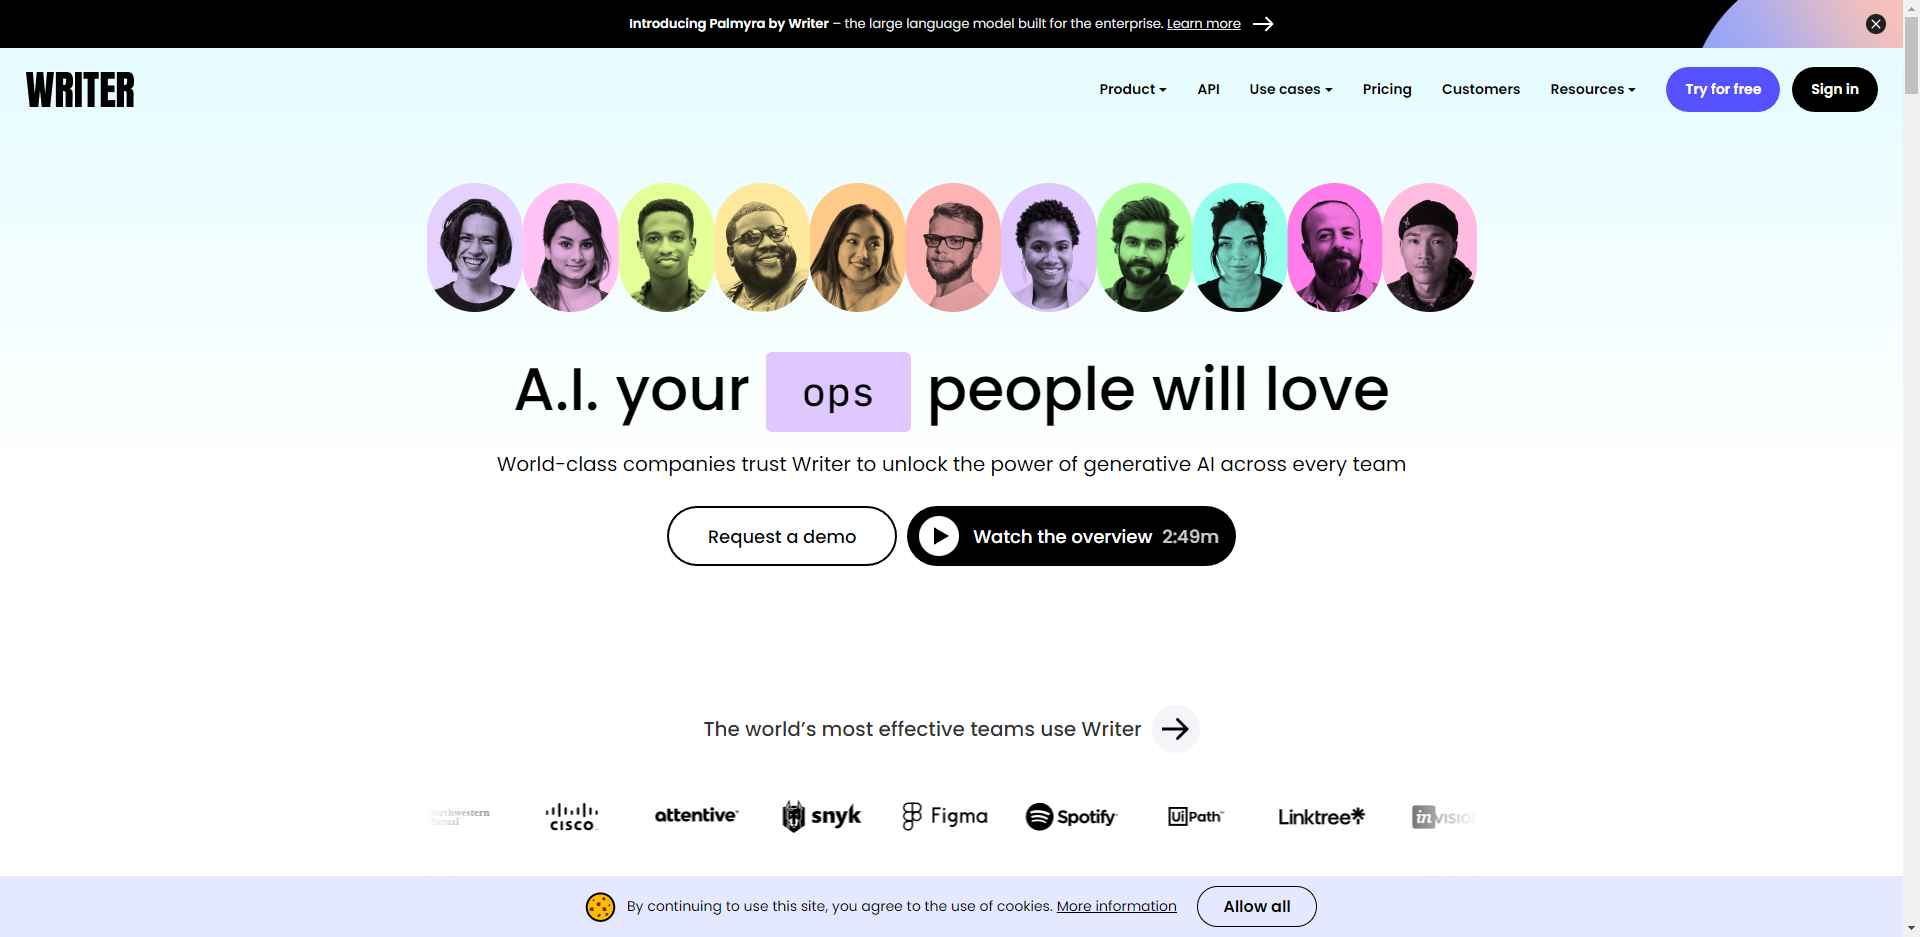 Introducing Palmyra by Writer – the large language model built for the enterprise. Learn more
WRITER
Product API Use cases Pricing Customers Resources Try for free Sign in
A.I. your ops people will love
World-class companies trust Writer to unlock the power of generative AI across every team
Request a demo Watch the overview 2:49m
The world's most effective teams use Writer
Northwestern Mutual CISCO attentive snyk Figma Spotify UiPath Linktree invision
By continuing to use this site, you agree to the use of cookies. More information Allow all